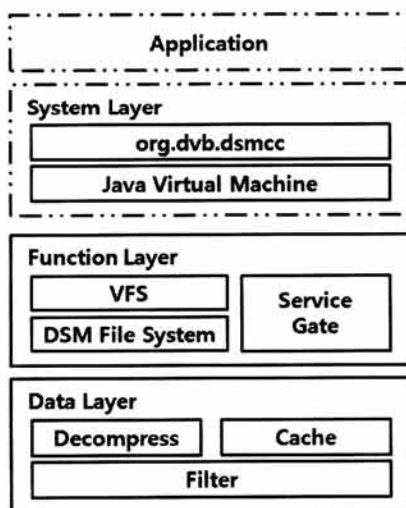 Application
System Layer
org.dvb.dsmcc
Java Virtual Machine
Function Layer
VFS
DSM File System
Service
Gate
Data Layer
Decompress
Cache
Filter